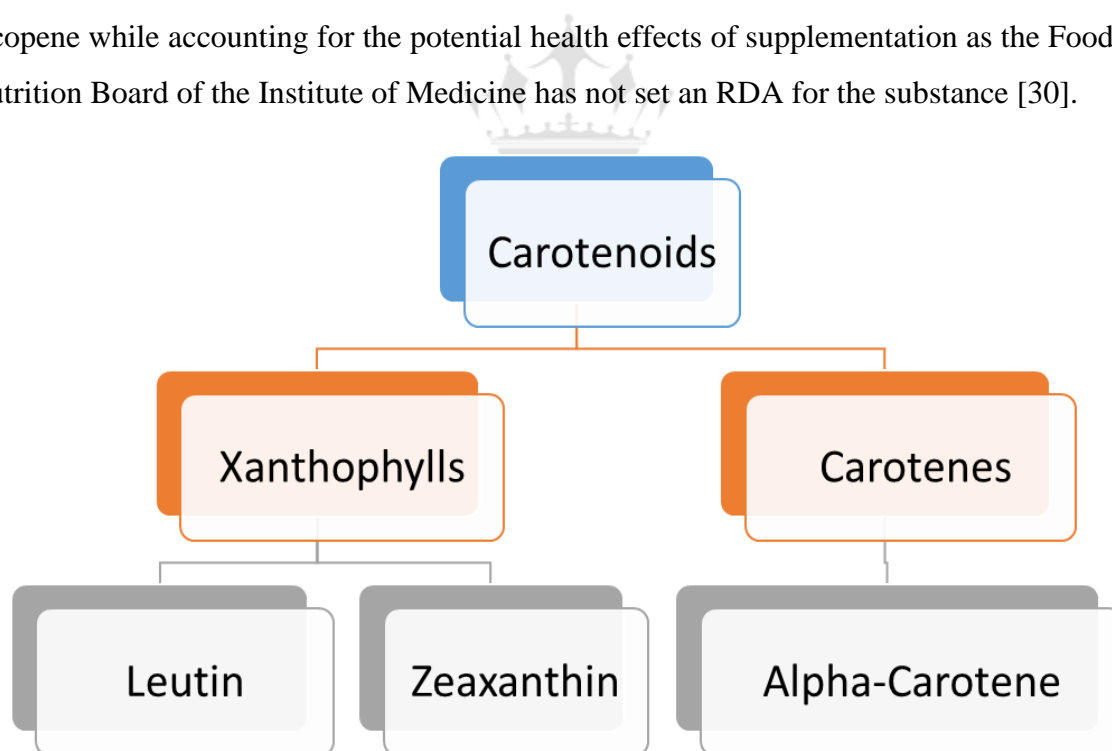 copene while accounting for the potential health effects of supplementation as the Food
utrition Board of the Institute of Medicine has not set an RDA for the substance [30].
Carotenoids
Xanthophylls Carotenes
Leutin Zeaxanthin Alpha-Carotene